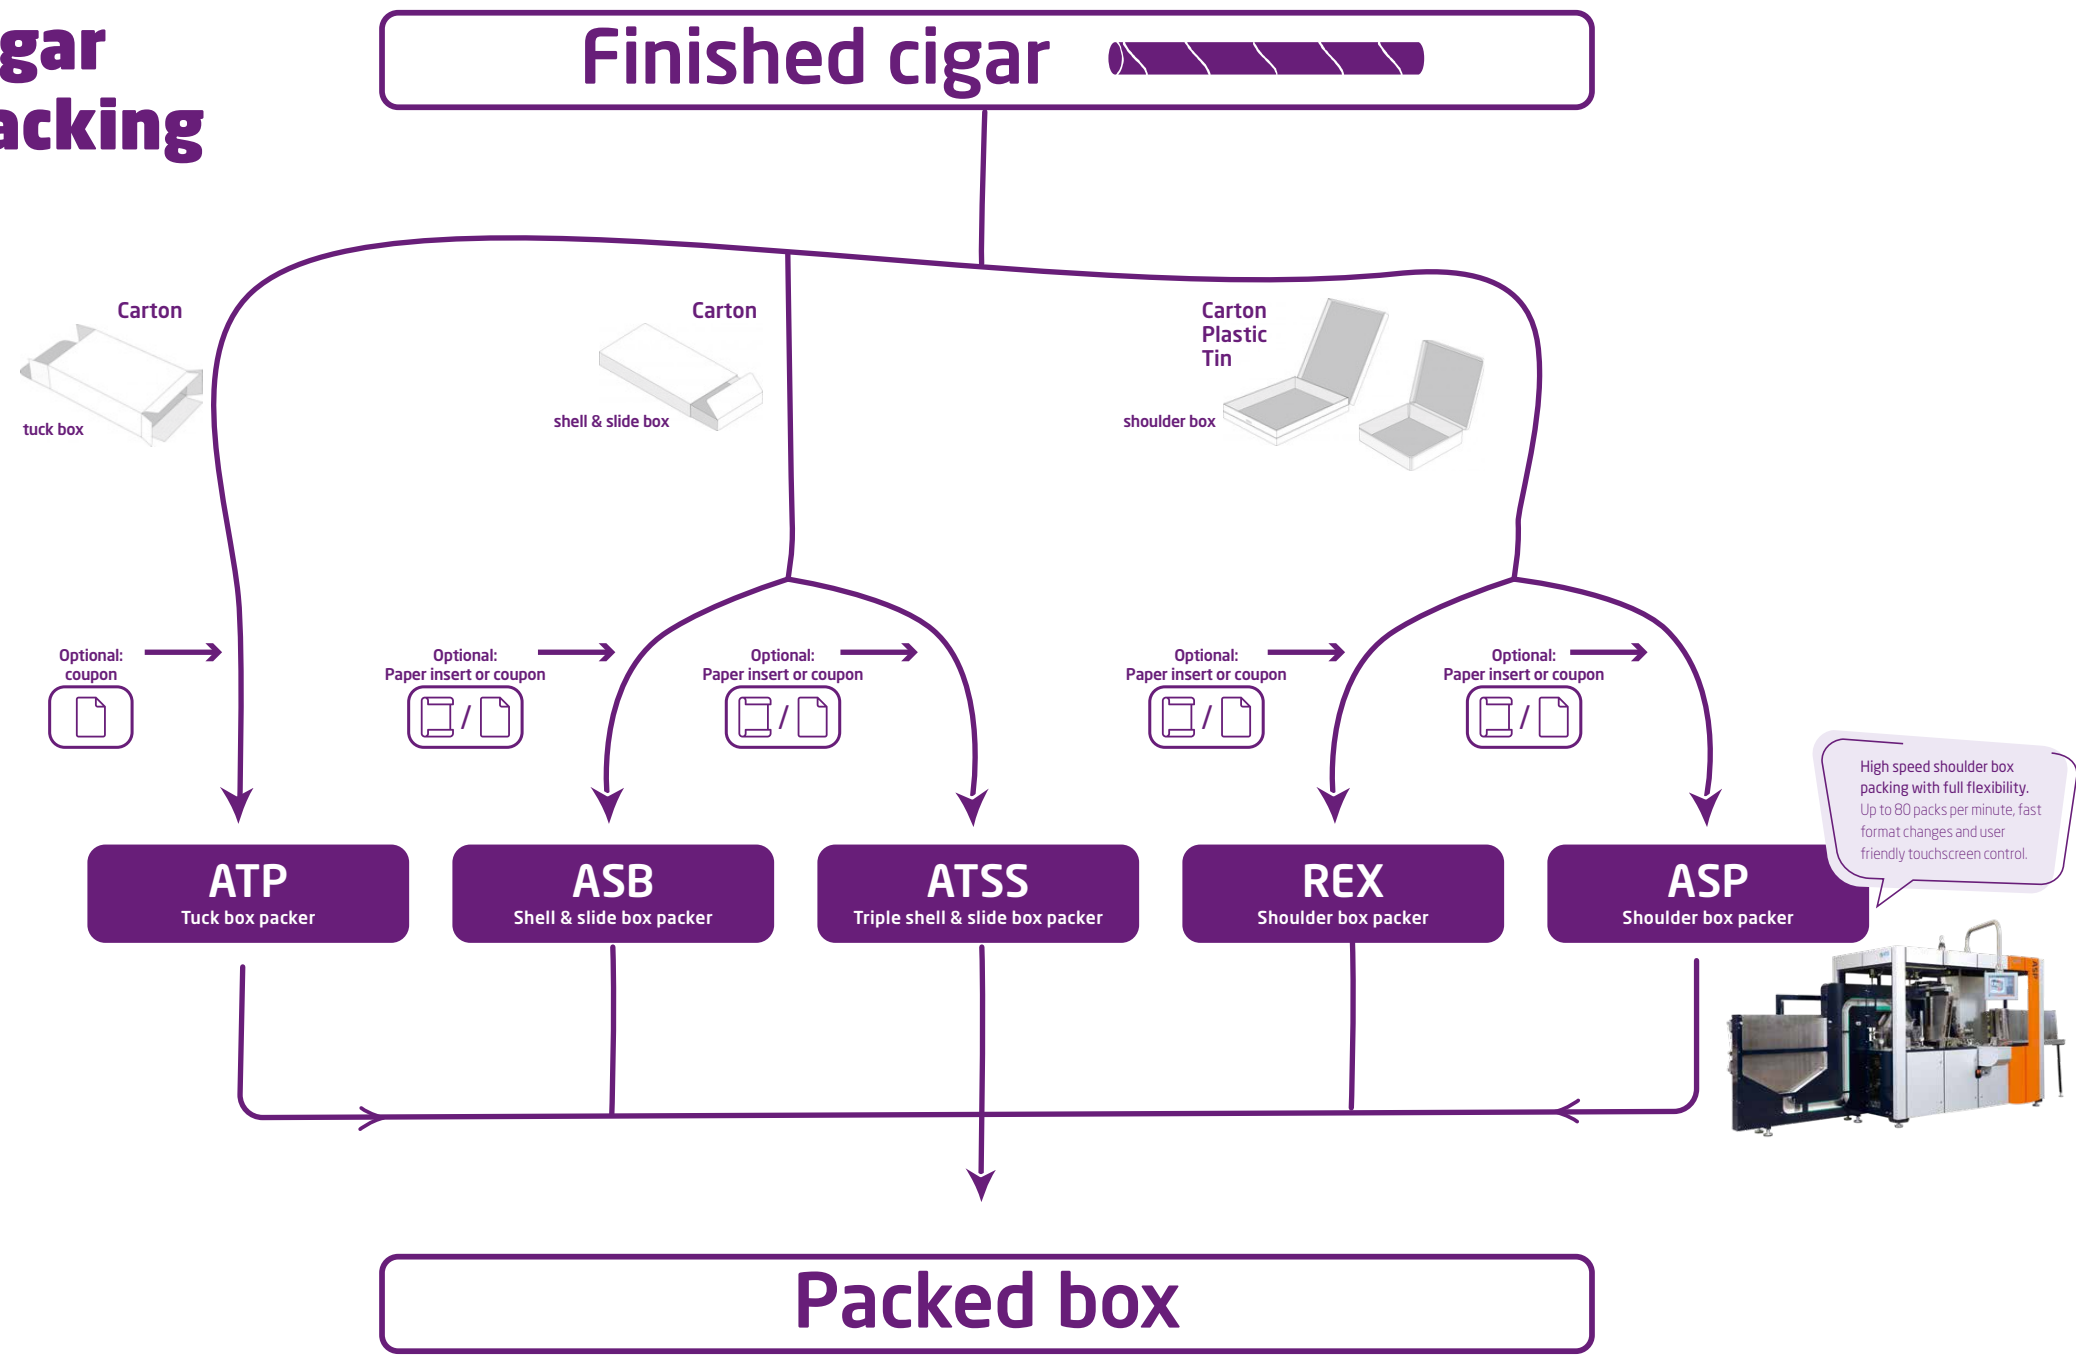 gar
acking
Finished cigar
Carton
tuck box
Carton
shell & slide box
Carton
Plastic
Tin
shoulder box
Optional:
coupon
Optional:
Paper insert or coupon
Optional:
Paper insert or coupon
Optional:
Paper insert or coupon
Optional:
Paper insert or coupon
High speed shoulder box
packing with full flexibility.
Up to 80 packs per minute, fast
format changes and user
friendly touchscreen control.
ATP
Tuck box packer
ASB
Shell & slide box packer
ATSS
Triple shell & slide box packer
REX
Shoulder box packer
ASP
Shoulder box packer
ASP
Packed box